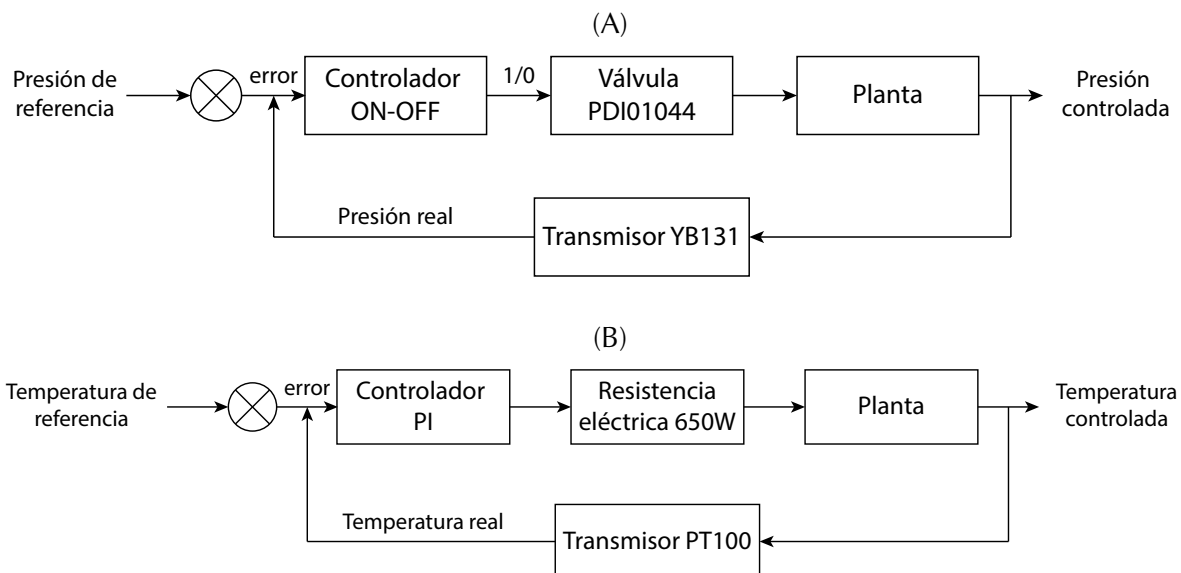 (A)
Presión de
referencia
error
Controlador
ON-OFF
1/0
Válvula
PDI01044
Planta
Presión
controlada
Presión real
Transmisor YB131
(B)
Temperatura de
referencia
error
Controlador
PI
Resistencia
eléctrica 650W
Planta
Temperatura
controlada
Temperatura real
Transmisor PT100